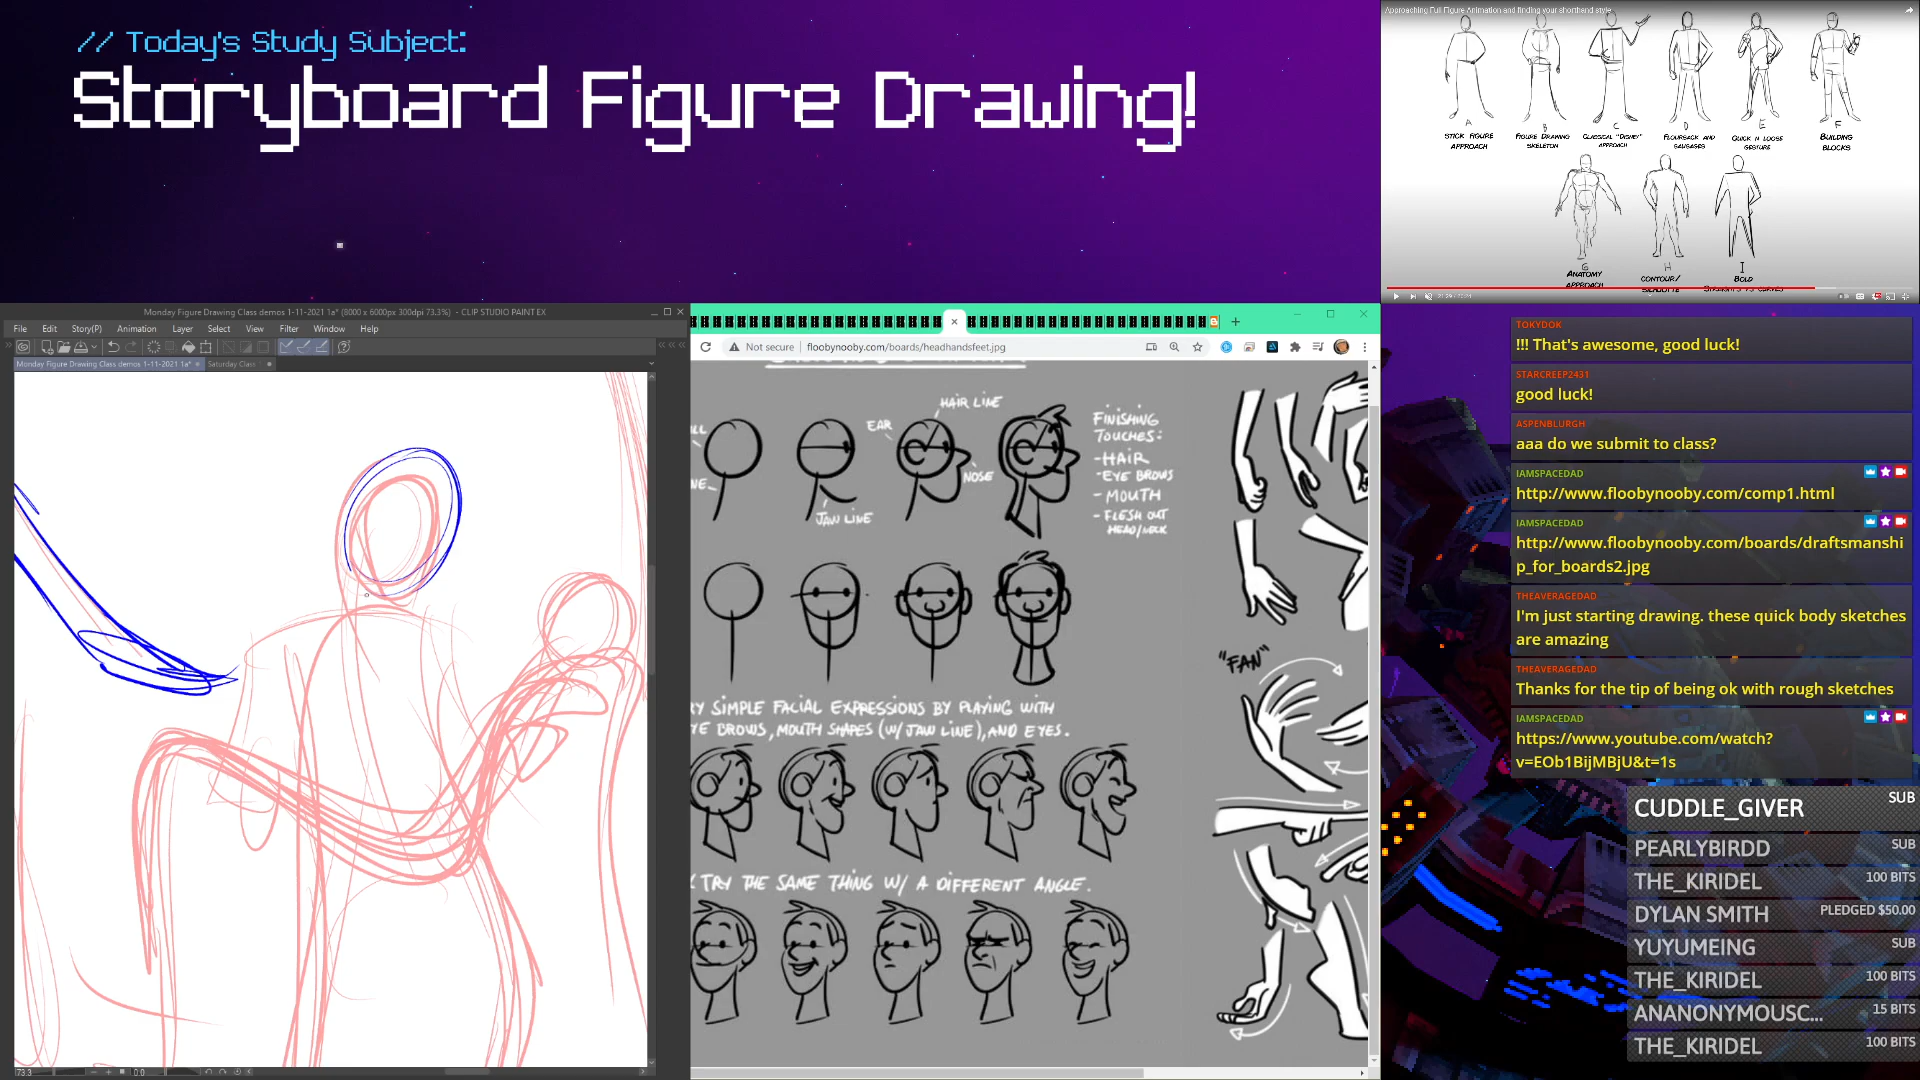 // Today's Study Subject:
Storyboard Figure Drawing!
Approaching Full Figure Animation and finding your shorthand style
A
B
C
D
E
F
STICK FIGURE
APPROACH
FIGURE DRAWING
SKELETON
CLASSICAL "DISNEY"
APPROACH
FLOURSACK AND
SAUSAGES
QUICK N LOOSE
GESTURE
BUILDING
BLOCKS
G
H
I
ANATOMY
APPROACH
CONTOUR/
BOLD
Monday Figure Drawing Class demos 1-11-2021 1a* (8000 x 6000px 300dpi 73.3%) - CLIP STUDIO PAINT EX
File Edit Story(P) Animation Layer Select View Filter Window Help
Monday Figure Drawing Class demos 1-11-2021 1a*
Saturday Class
73.3
0.0
Not secure | floobynooby.com/boards/headhandsfeet.jpg
HAIR LINE
EAR
NOSE
JAW LINE
FINISHING
TOUCHES:
-HAIR
-EYE BROWS
-MOUTH
-FLESH OUT
HEAD/NECK
SIMPLE FACIAL EXPRESSIONS BY PLAYING WITH
BROWS, MOUTH SHAPES (W/ JAW LINE), AND EYES.
TRY THE SAME THING W/ A DIFFERENT ANGLE.
"FAN"
TOKYDOK
!!! That's awesome, good luck!
STARCREEP2431
good luck!
ASPENBLURGH
aaa do we submit to class?
IAMSPACEDAD
http://www.floobynooby.com/comp1.html
IAMSPACEDAD
http://www.floobynooby.com/boards/draftsmanshi
p_for_boards2.jpg
THEAVERAGEDAD
I'm just starting drawing. these quick body sketches
are amazing
THEAVERAGEDAD
Thanks for the tip of being ok with rough sketches
IAMSPACEDAD
https://www.youtube.com/watch?
v=EOb1BijMBjU&t=1s
CUDDLE_GIVER SUB
PEARLYBIRDD SUB
THE_KIRIDEL 100 BITS
DYLAN SMITH PLEDGED $50.00
YUYUMEING SUB
THE_KIRIDEL 100 BITS
ANANONYMOUSC... 15 BITS
THE_KIRIDEL 100 BITS